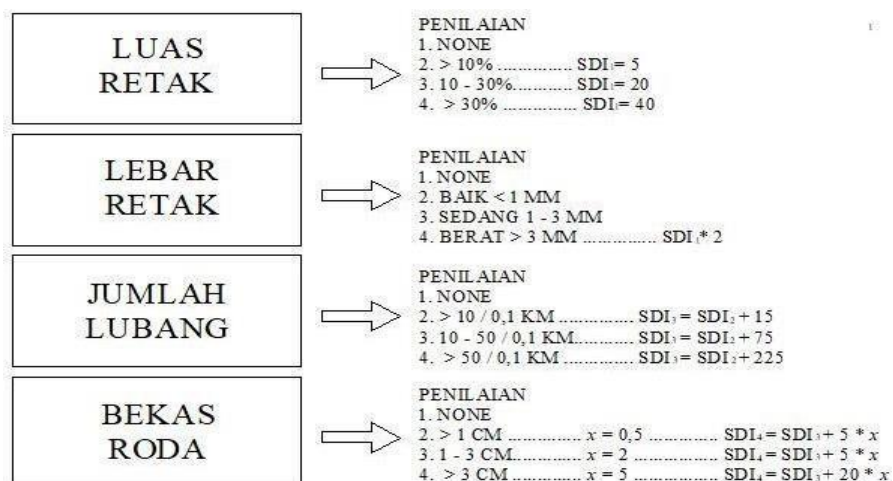 LUAS
RETAK
PENILAIAN
1. NONE
2. > 10% ............... SDI₁= 5
3. 10 - 30%............ SDI₁= 20
4. > 30% ............... SDI₁= 40
LEBAR
RETAK
PENILAIAN
1. NONE
2. BAIK < 1 MM
3. SEDANG 1 - 3 MM
4. BERAT > 3 MM ............... SDI₁* 2
JUMLAH
LUBANG
PENILAIAN
1. NONE
2. > 10 / 0,1 KM ............... SDI₃ = SDI₂ + 15
3. 10 - 50 / 0,1 KM............. SDI₃ = SDI₂ + 75
4. > 50 / 0,1 KM .............. SDI₃ = SDI₂ + 225
BEKAS
RODA
PENILAIAN
1. NONE
2. > 1 CM ............... x = 0,5 ............... SDI₄ = SDI₃ + 5 * x
3. 1 - 3 CM............... x = 2 ............... SDI₄ = SDI₃ + 5 * x
4. > 3 CM ............... x = 5 ................. SDI₄ = SDI₃ + 20 * x